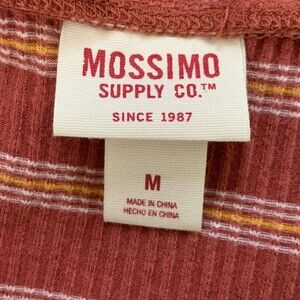 MOSSIMO
SUPPLY CO.™
SINCE 1987
M
MADE IN CHINA
HECHO EN CHINA